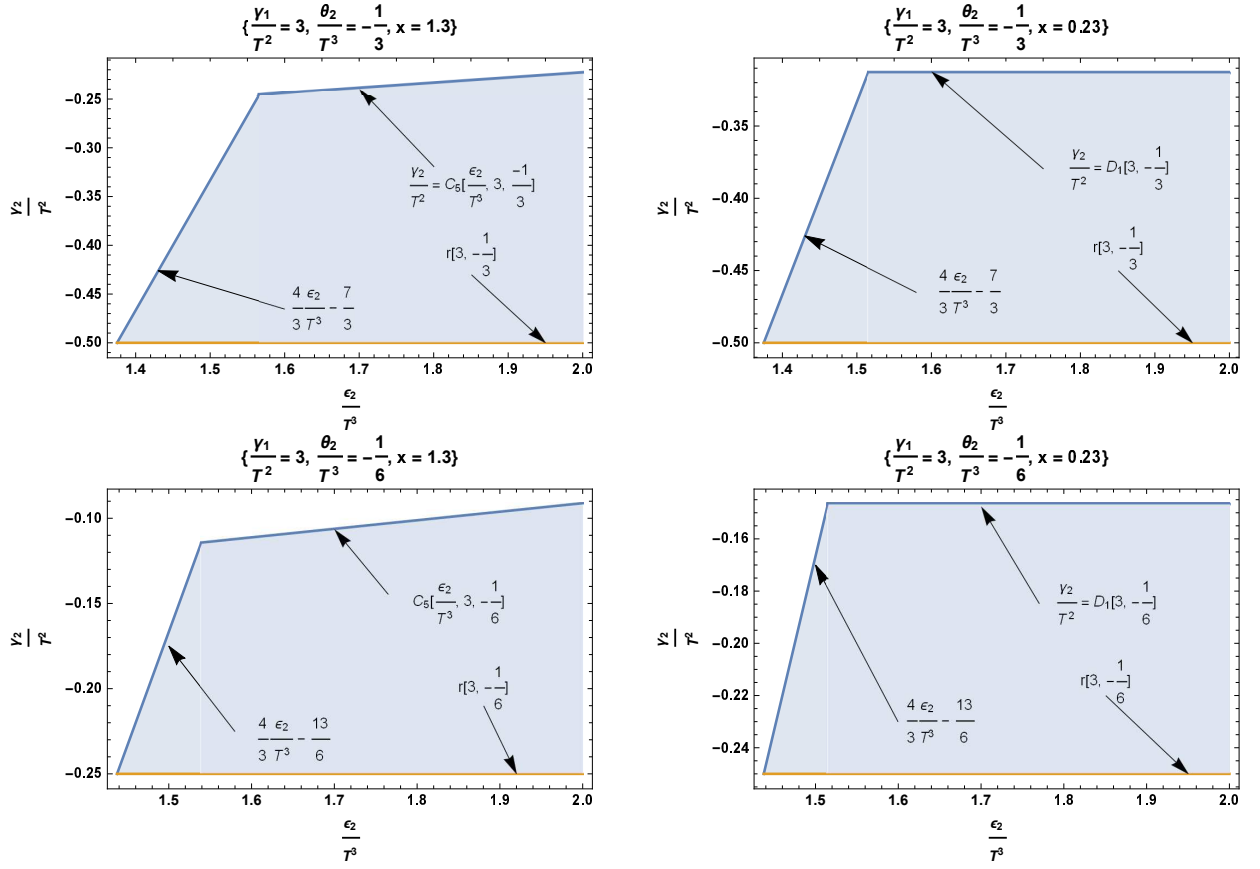 {γ₁/T² = 3, θ₂/T³ = −1/3, x = 1.3}
−0.25
−0.30
−0.35
−0.40
−0.45
−0.50
γ₂/T²
γ₂/T² = C₅[ϵ₂/T³, 3, −1/3]
r[3, −1/3]
4/3 ϵ₂/T³ − 7/3
1.4 1.5 1.6 1.7 1.8 1.9 2.0
ϵ₂/T³
{γ₁/T² = 3, θ₂/T³ = −1/3, x = 0.23}
−0.35
−0.40
−0.45
−0.50
γ₂/T²
γ₂/T² = D₁[3, −1/3]
r[3, −1/3]
4/3 ϵ₂/T³ − 7/3
1.4 1.5 1.6 1.7 1.8 1.9 2.0
ϵ₂/T³
{γ₁/T² = 3, θ₂/T³ = −1/6, x = 1.3}
−0.10
−0.15
−0.20
−0.25
γ₂/T²
C₅[ϵ₂/T³, 3, −1/6]
r[3, −1/6]
4/3 ϵ₂/T³ − 13/6
1.5 1.6 1.7 1.8 1.9 2.0
ϵ₂/T³
{γ₁/T² = 3, θ₂/T³ = −1/6, x = 0.23}
−0.16
−0.18
−0.20
−0.22
−0.24
γ₂/T²
γ₂/T² = D₁[3, −1/6]
r[3, −1/6]
4/3 ϵ₂/T³ − 13/6
1.5 1.6 1.7 1.8 1.9 2.0
ϵ₂/T³